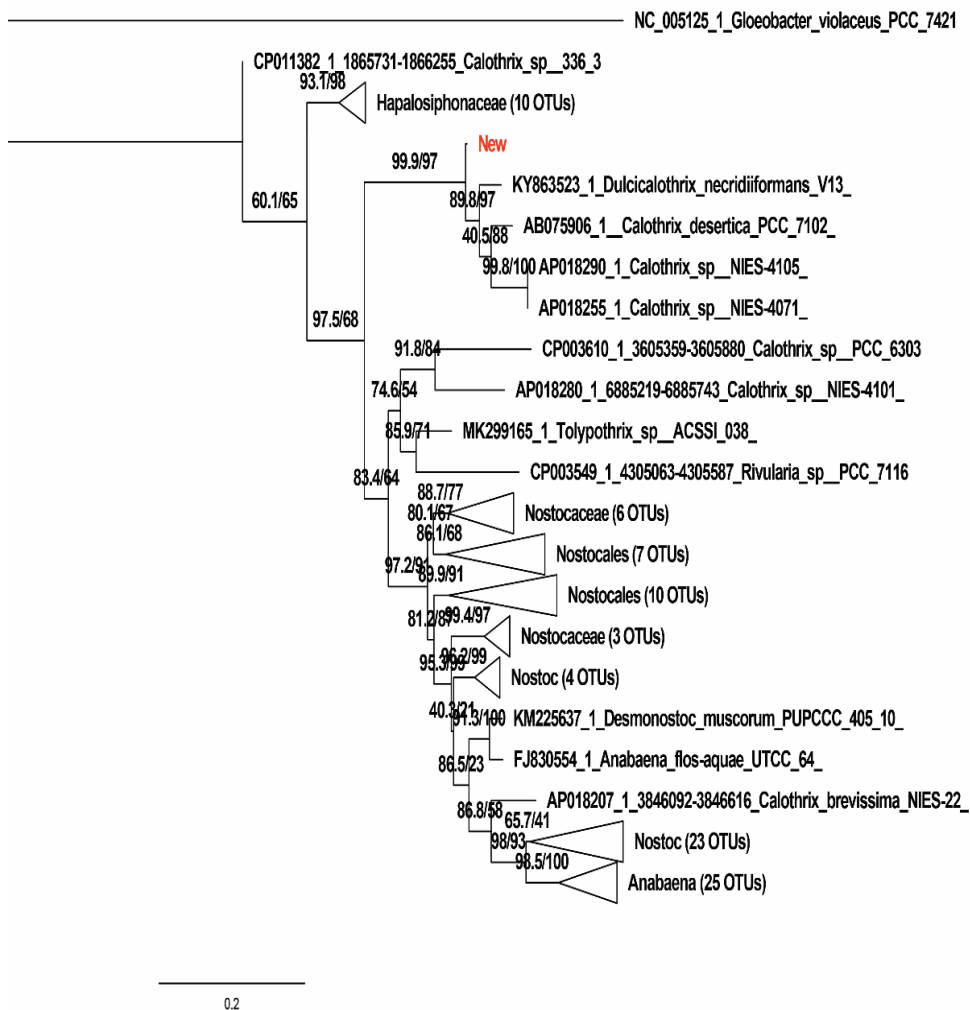 NC_005125_1_Gloeobacter_violaceus_PCC_7421
CP011382_1_1865731-1866255_Calothrix_sp__336_3
93.1/98
Hapalosiphonaceae (10 OTUs)
New
99.9/97
KY863523_1_Dulcicalothrix_necridiiformans_V13_
89.8/97
60.1/65
AB075906_1__Calothrix_desertica_PCC_7102_
40.5/88
99.8/100
AP018290_1_Calothrix_sp__NIES-4105_
AP018255_1_Calothrix_sp__NIES-4071_
97.5/68
91.8/84
CP003610_1_3605359-3605880_Calothrix_sp__PCC_6303
74.6/54
AP018280_1_6885219-6885743_Calothrix_sp__NIES-4101_
85.9/71
MK299165_1_Tolypothrix_sp__ACSSI_038_
83.4/64
CP003549_1_4305063-4305587_Rivularia_sp__PCC_7116
88.7/77
80.1/67
Nostocaceae (6 OTUs)
86.1/68
Nostocales (7 OTUs)
97.2/91
89.9/91
Nostocales (10 OTUs)
81.2/87
99.4/97
Nostocaceae (3 OTUs)
95.3/99
96.2/99
Nostoc (4 OTUs)
40.3/21
91.3/100
KM225637_1_Desmonostoc_muscorum_PUPCCC_405_10_
86.5/23
FJ830554_1_Anabaena_flos-aquae_UTCC_64_
86.8/58
AP018207_1_3846092-3846616_Calothrix_brevissima_NIES-22_
65.7/41
98/93
Nostoc (23 OTUs)
98.5/100
Anabaena (25 OTUs)
0.2